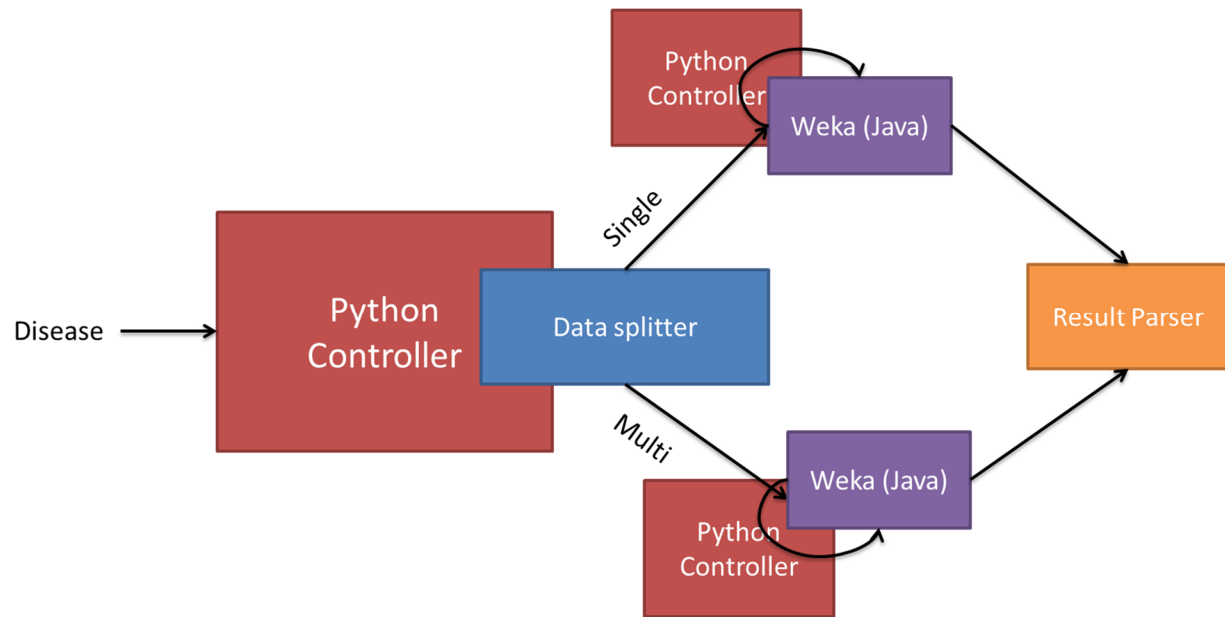 Python
Controller
Weka (Java)
Single
Disease
Python
Controller
Data splitter
Result Parser
Multi
Weka (Java)
Python
Controller